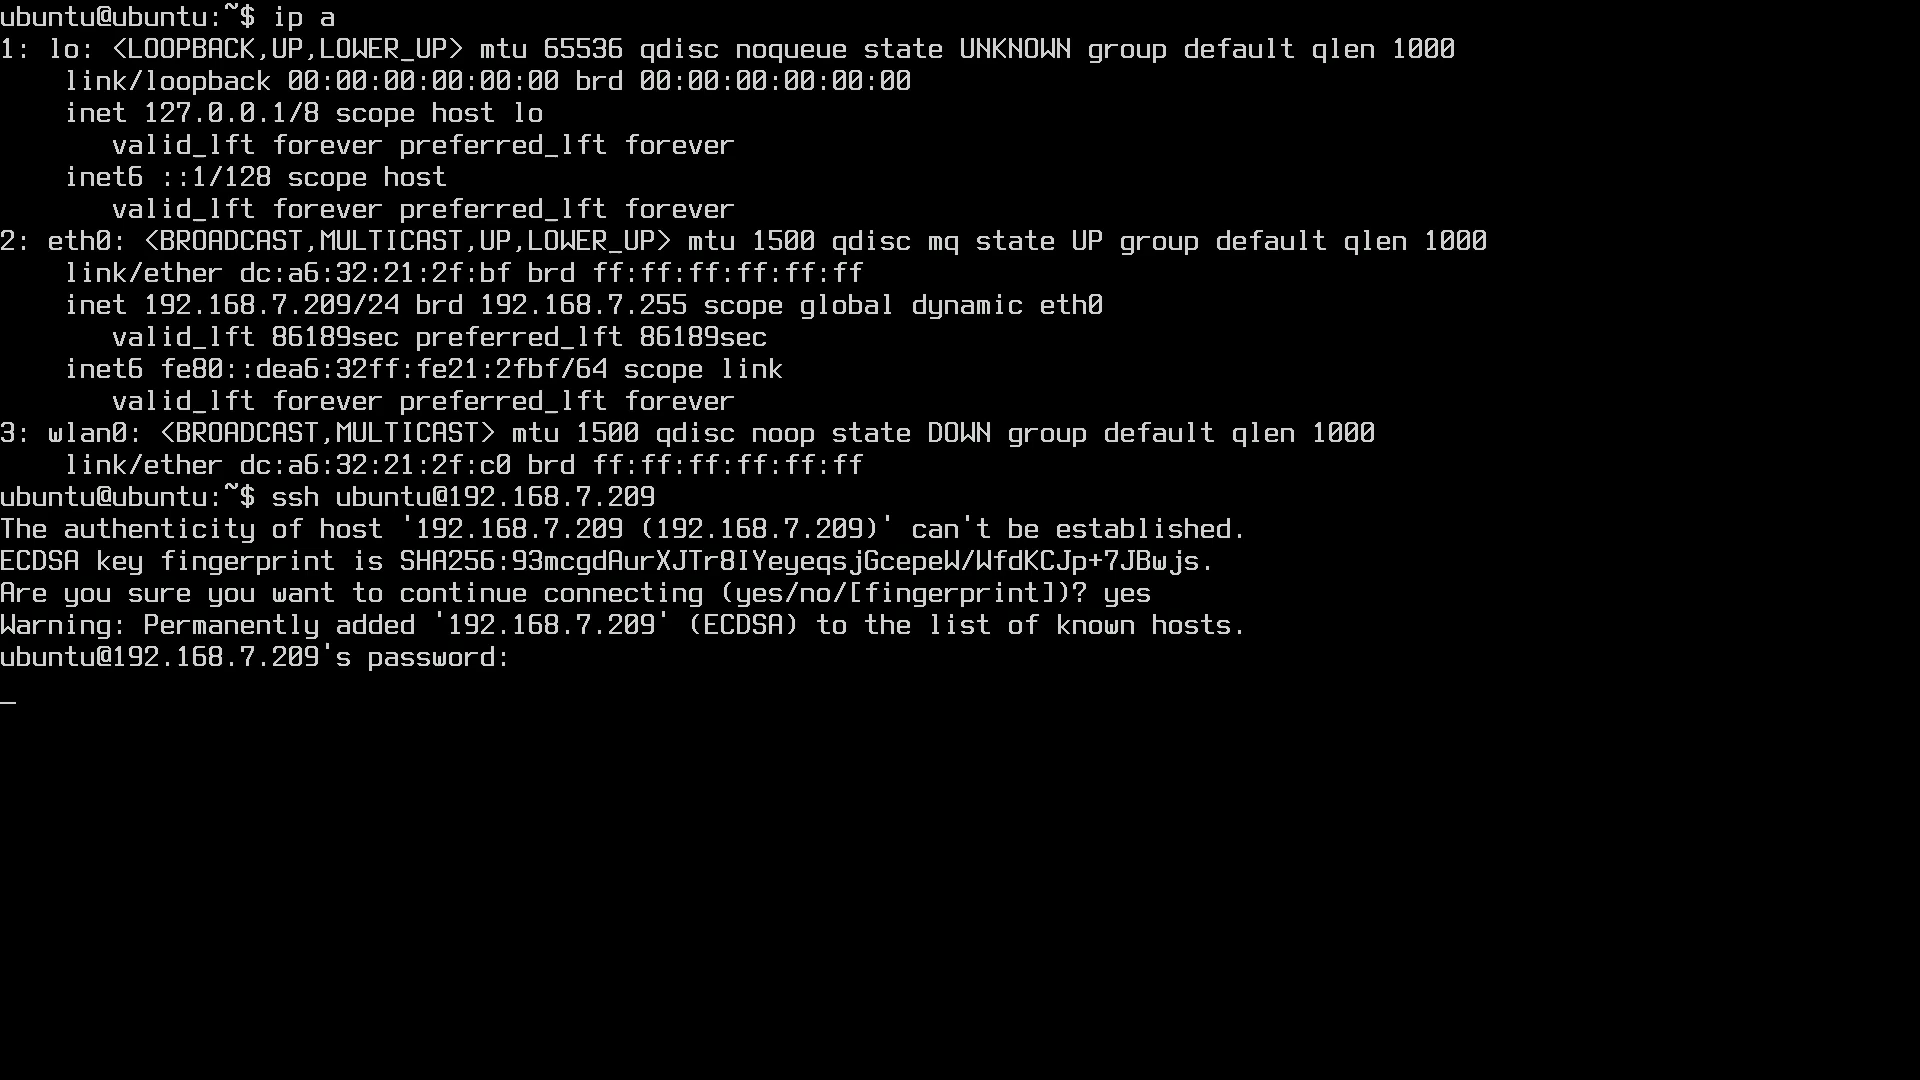 ubuntu@ubuntu:~$ ip a
1: lo: <LOOPBACK,UP,LOWER_UP> mtu 65536 qdisc noqueue state UNKNOWN group default qlen 1000
    link/loopback 00:00:00:00:00:00 brd 00:00:00:00:00:00
    inet 127.0.0.1/8 scope host lo
       valid_lft forever preferred_lft forever
    inet6 ::1/128 scope host
       valid_lft forever preferred_lft forever
2: eth0: <BROADCAST,MULTICAST,UP,LOWER_UP> mtu 1500 qdisc mq state UP group default qlen 1000
    link/ether dc:a6:32:21:2f:bf brd ff:ff:ff:ff:ff:ff
    inet 192.168.7.209/24 brd 192.168.7.255 scope global dynamic eth0
       valid_lft 86189sec preferred_lft 86189sec
    inet6 fe80::dea6:32ff:fe21:2fbf/64 scope link
       valid_lft forever preferred_lft forever
3: wlan0: <BROADCAST,MULTICAST> mtu 1500 qdisc noop state DOWN group default qlen 1000
    link/ether dc:a6:32:21:2f:c0 brd ff:ff:ff:ff:ff:ff
ubuntu@ubuntu:~$ ssh ubuntu@192.168.7.209
The authenticity of host '192.168.7.209 (192.168.7.209)' can't be established.
ECDSA key fingerprint is SHA256:93mcgdAurXJTr8IYeyeqsjGcepeW/WfdKCJp+7JBwjs.
Are you sure you want to continue connecting (yes/no/[fingerprint])? yes
Warning: Permanently added '192.168.7.209' (ECDSA) to the list of known hosts.
ubuntu@192.168.7.209's password:
_